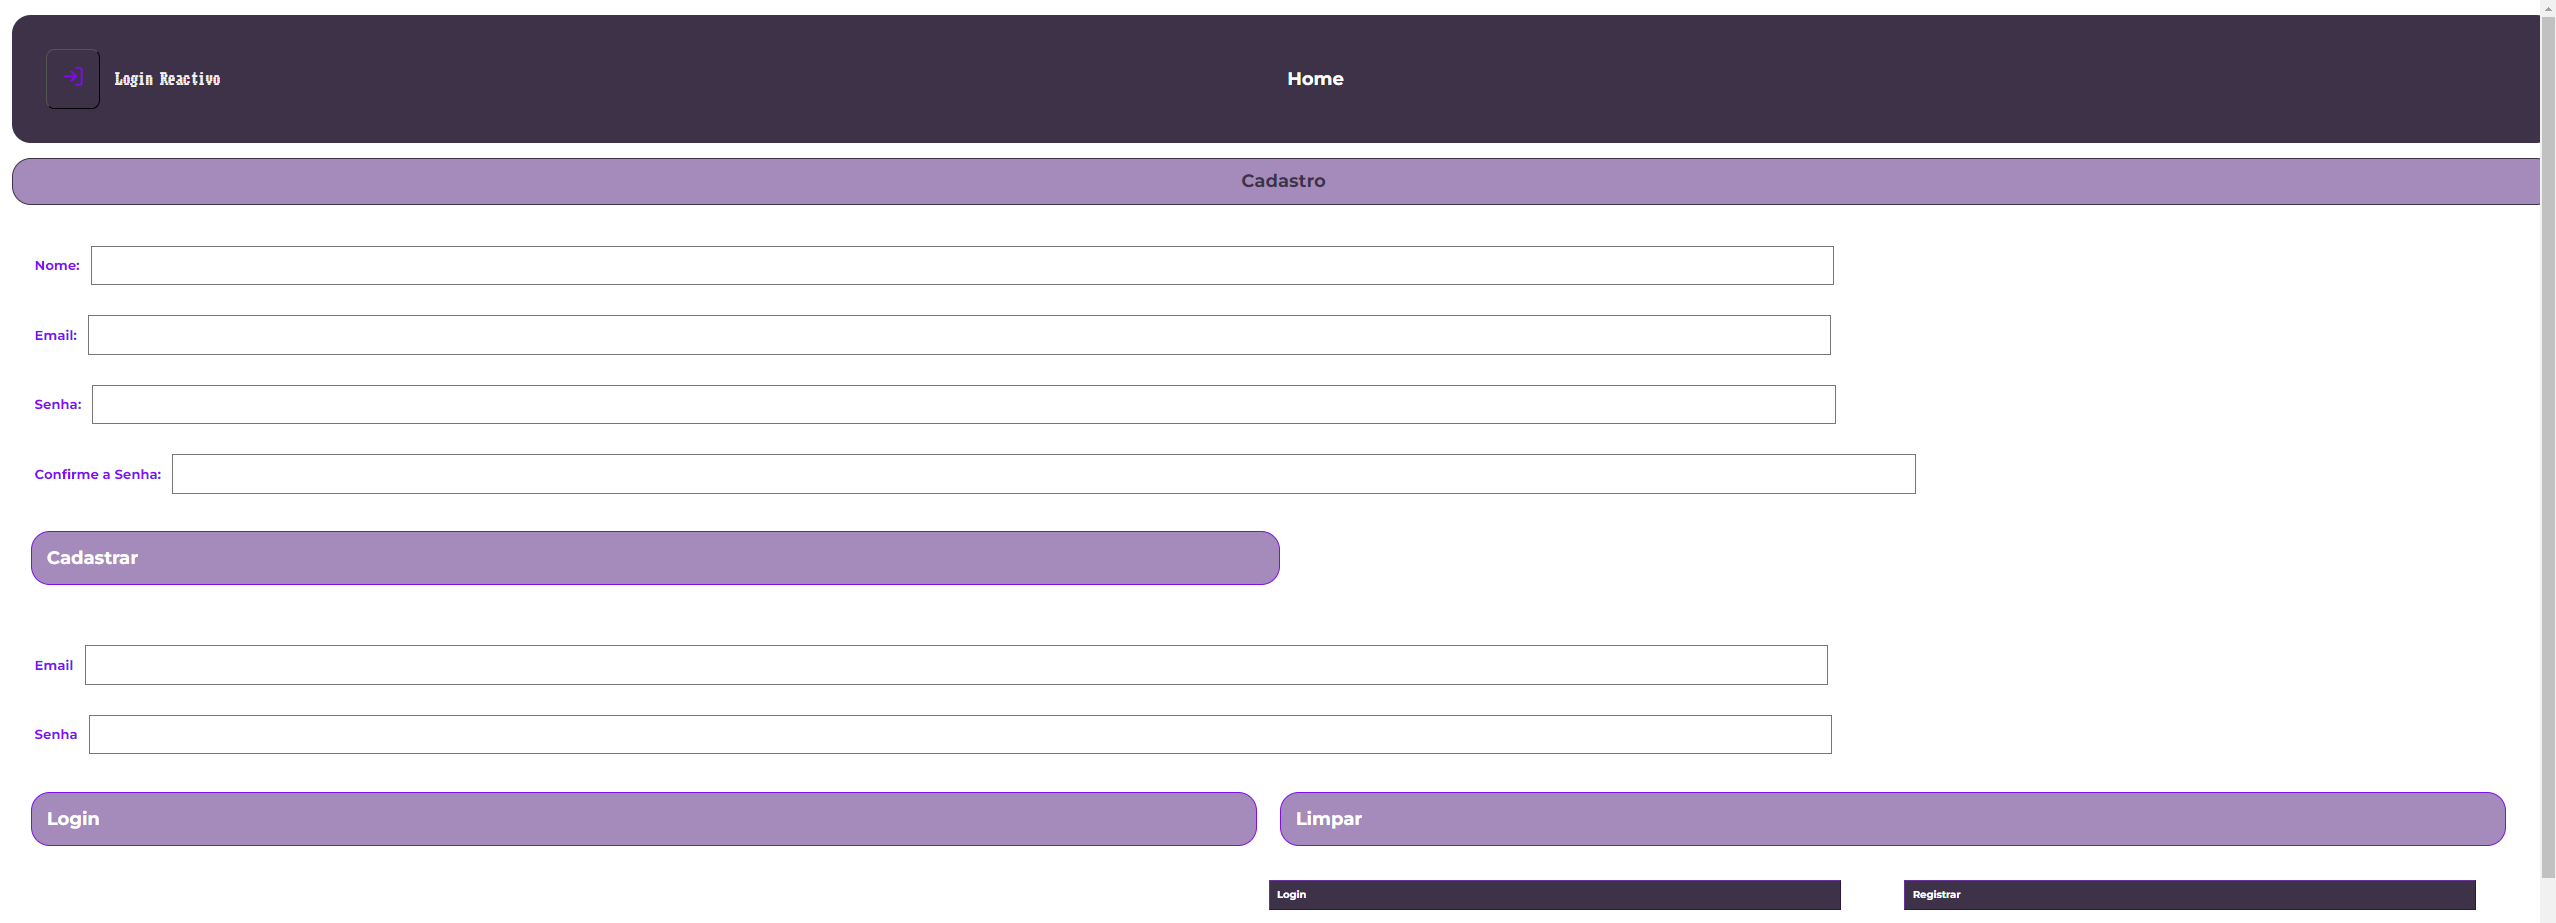 Login Reactivo
Home
Cadastro
Nome:
Email:
Senha:
Confirme a Senha:
Cadastrar
Email
Senha
Login
Limpar
Login
Registrar